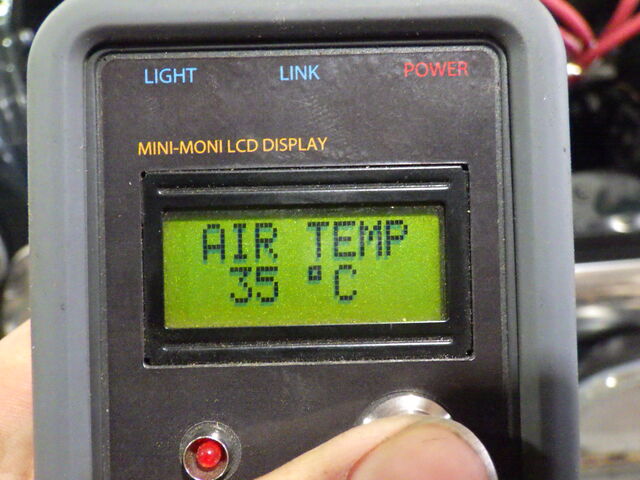 LIGHT LINK POWER
MINI-MONI LCD DISPLAY
AIR TEMP
35 °C